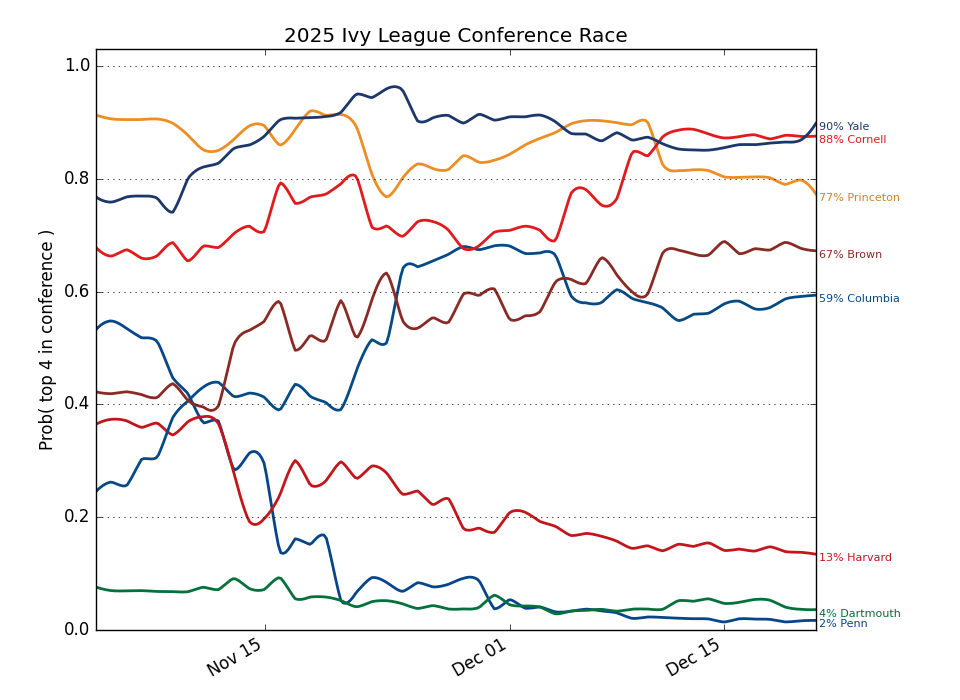 2025 Ivy League Conference Race
Prob( top 4 in conference )
1.0
0.8
0.6
0.4
0.2
0.0
Nov 15
Dec 01
Dec 15
90% Yale
88% Cornell
77% Princeton
67% Brown
59% Columbia
13% Harvard
4% Dartmouth
2% Penn